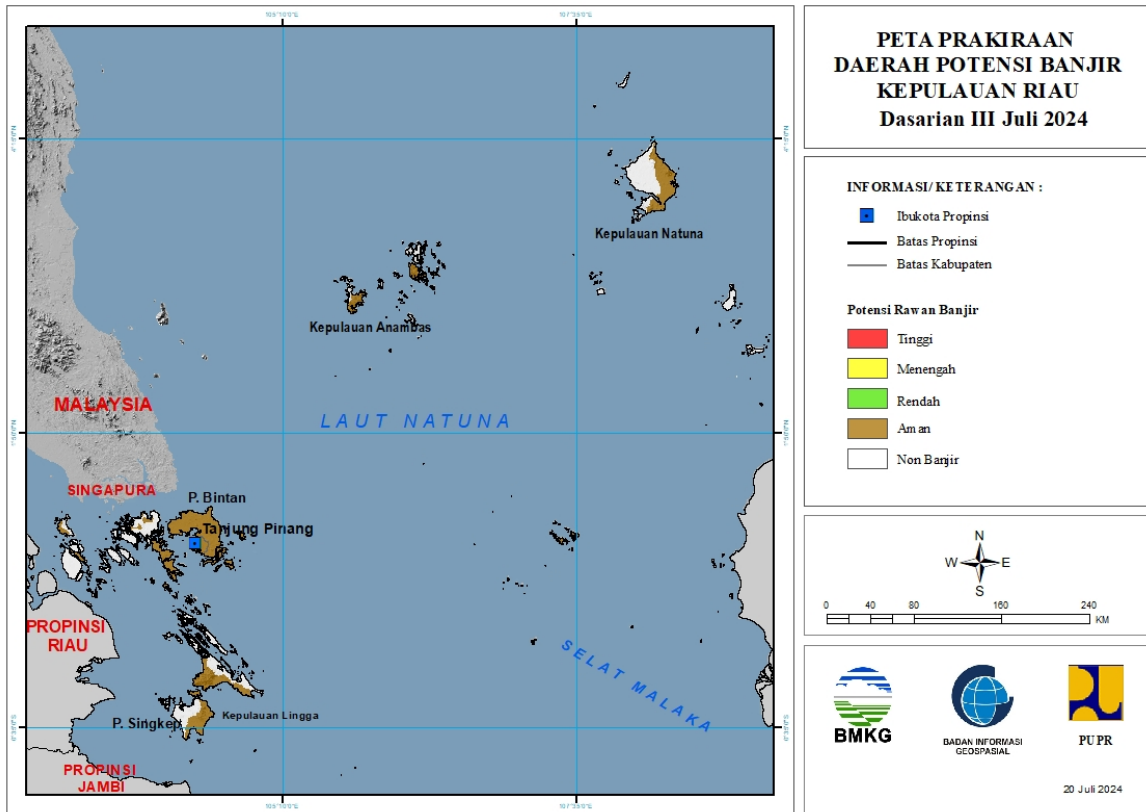 PETA PRAKIRAAN
DAERAH POTENSI BANJIR
KEPULAUAN RIAU
Dasarian III Juli 2024
INFORMASI/ KETERANGAN :
Ibukota Propinsi
Batas Propinsi
Batas Kabupaten
Potensi Rawan Banjir
Tinggi
Menengah
Rendah
Aman
Non Banjir
N
W E
S
0 40 80 160 240
KM
BMKG
BADAN INFORMASI
GEOSPASIAL
PUPR
20 Juli 2024
Kepulauan Natuna
Kepulauan Anambas
MALAYSIA
LAUT NATUNA
SINGAPURA
P. Bintan
Tanjung Pinang
PROPINSI
RIAU
SELAT MALAKA
Kepulauan Lingga
P. Singkep
PROPINSI
JAMBI